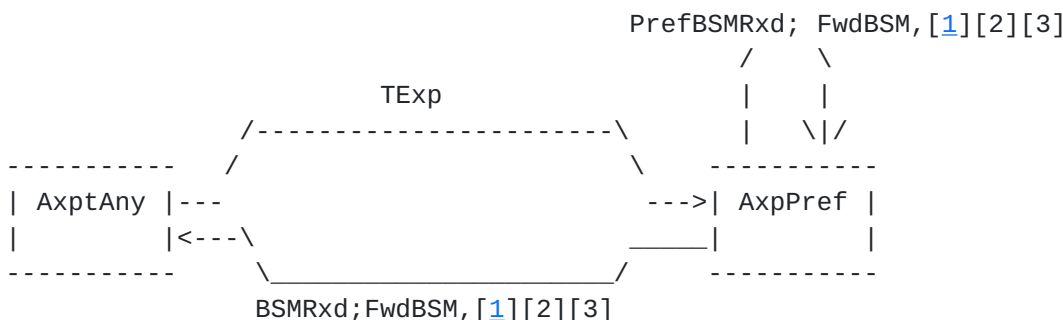 PrefBSMRxd; FwdBSM,[1][2][3]
TExp
AxptAny
AxpPref
BSMRxd;FwdBSM,[1][2][3]